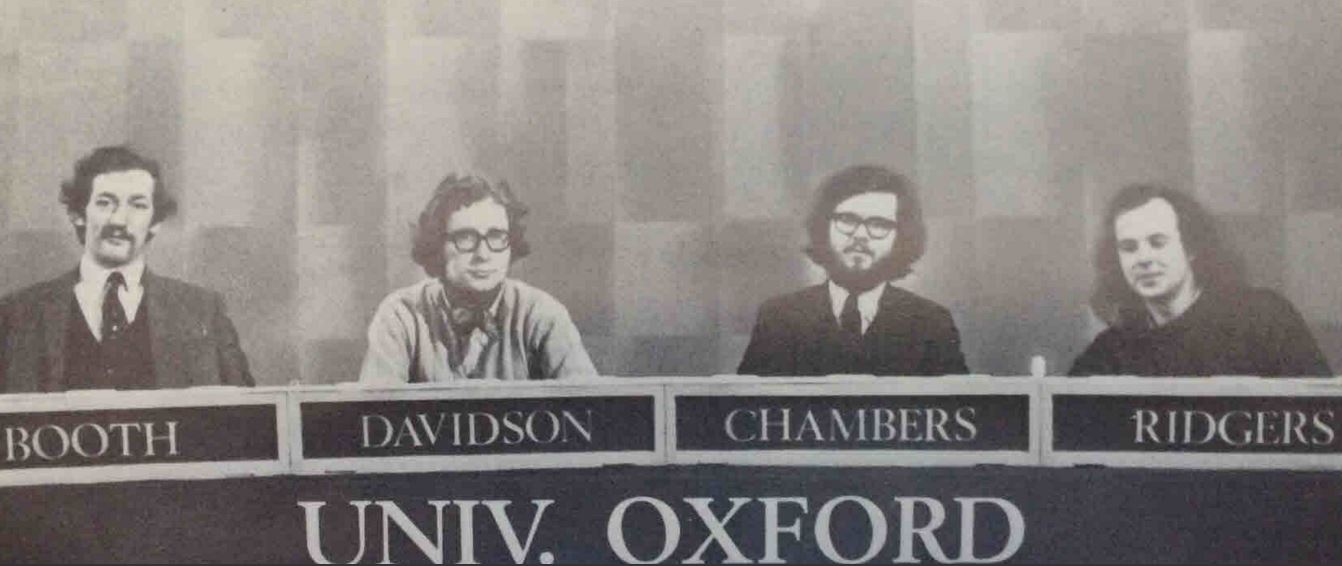 BOOTH DAVIDSON CHAMBERS RIDGERS
UNIV. OXFORD